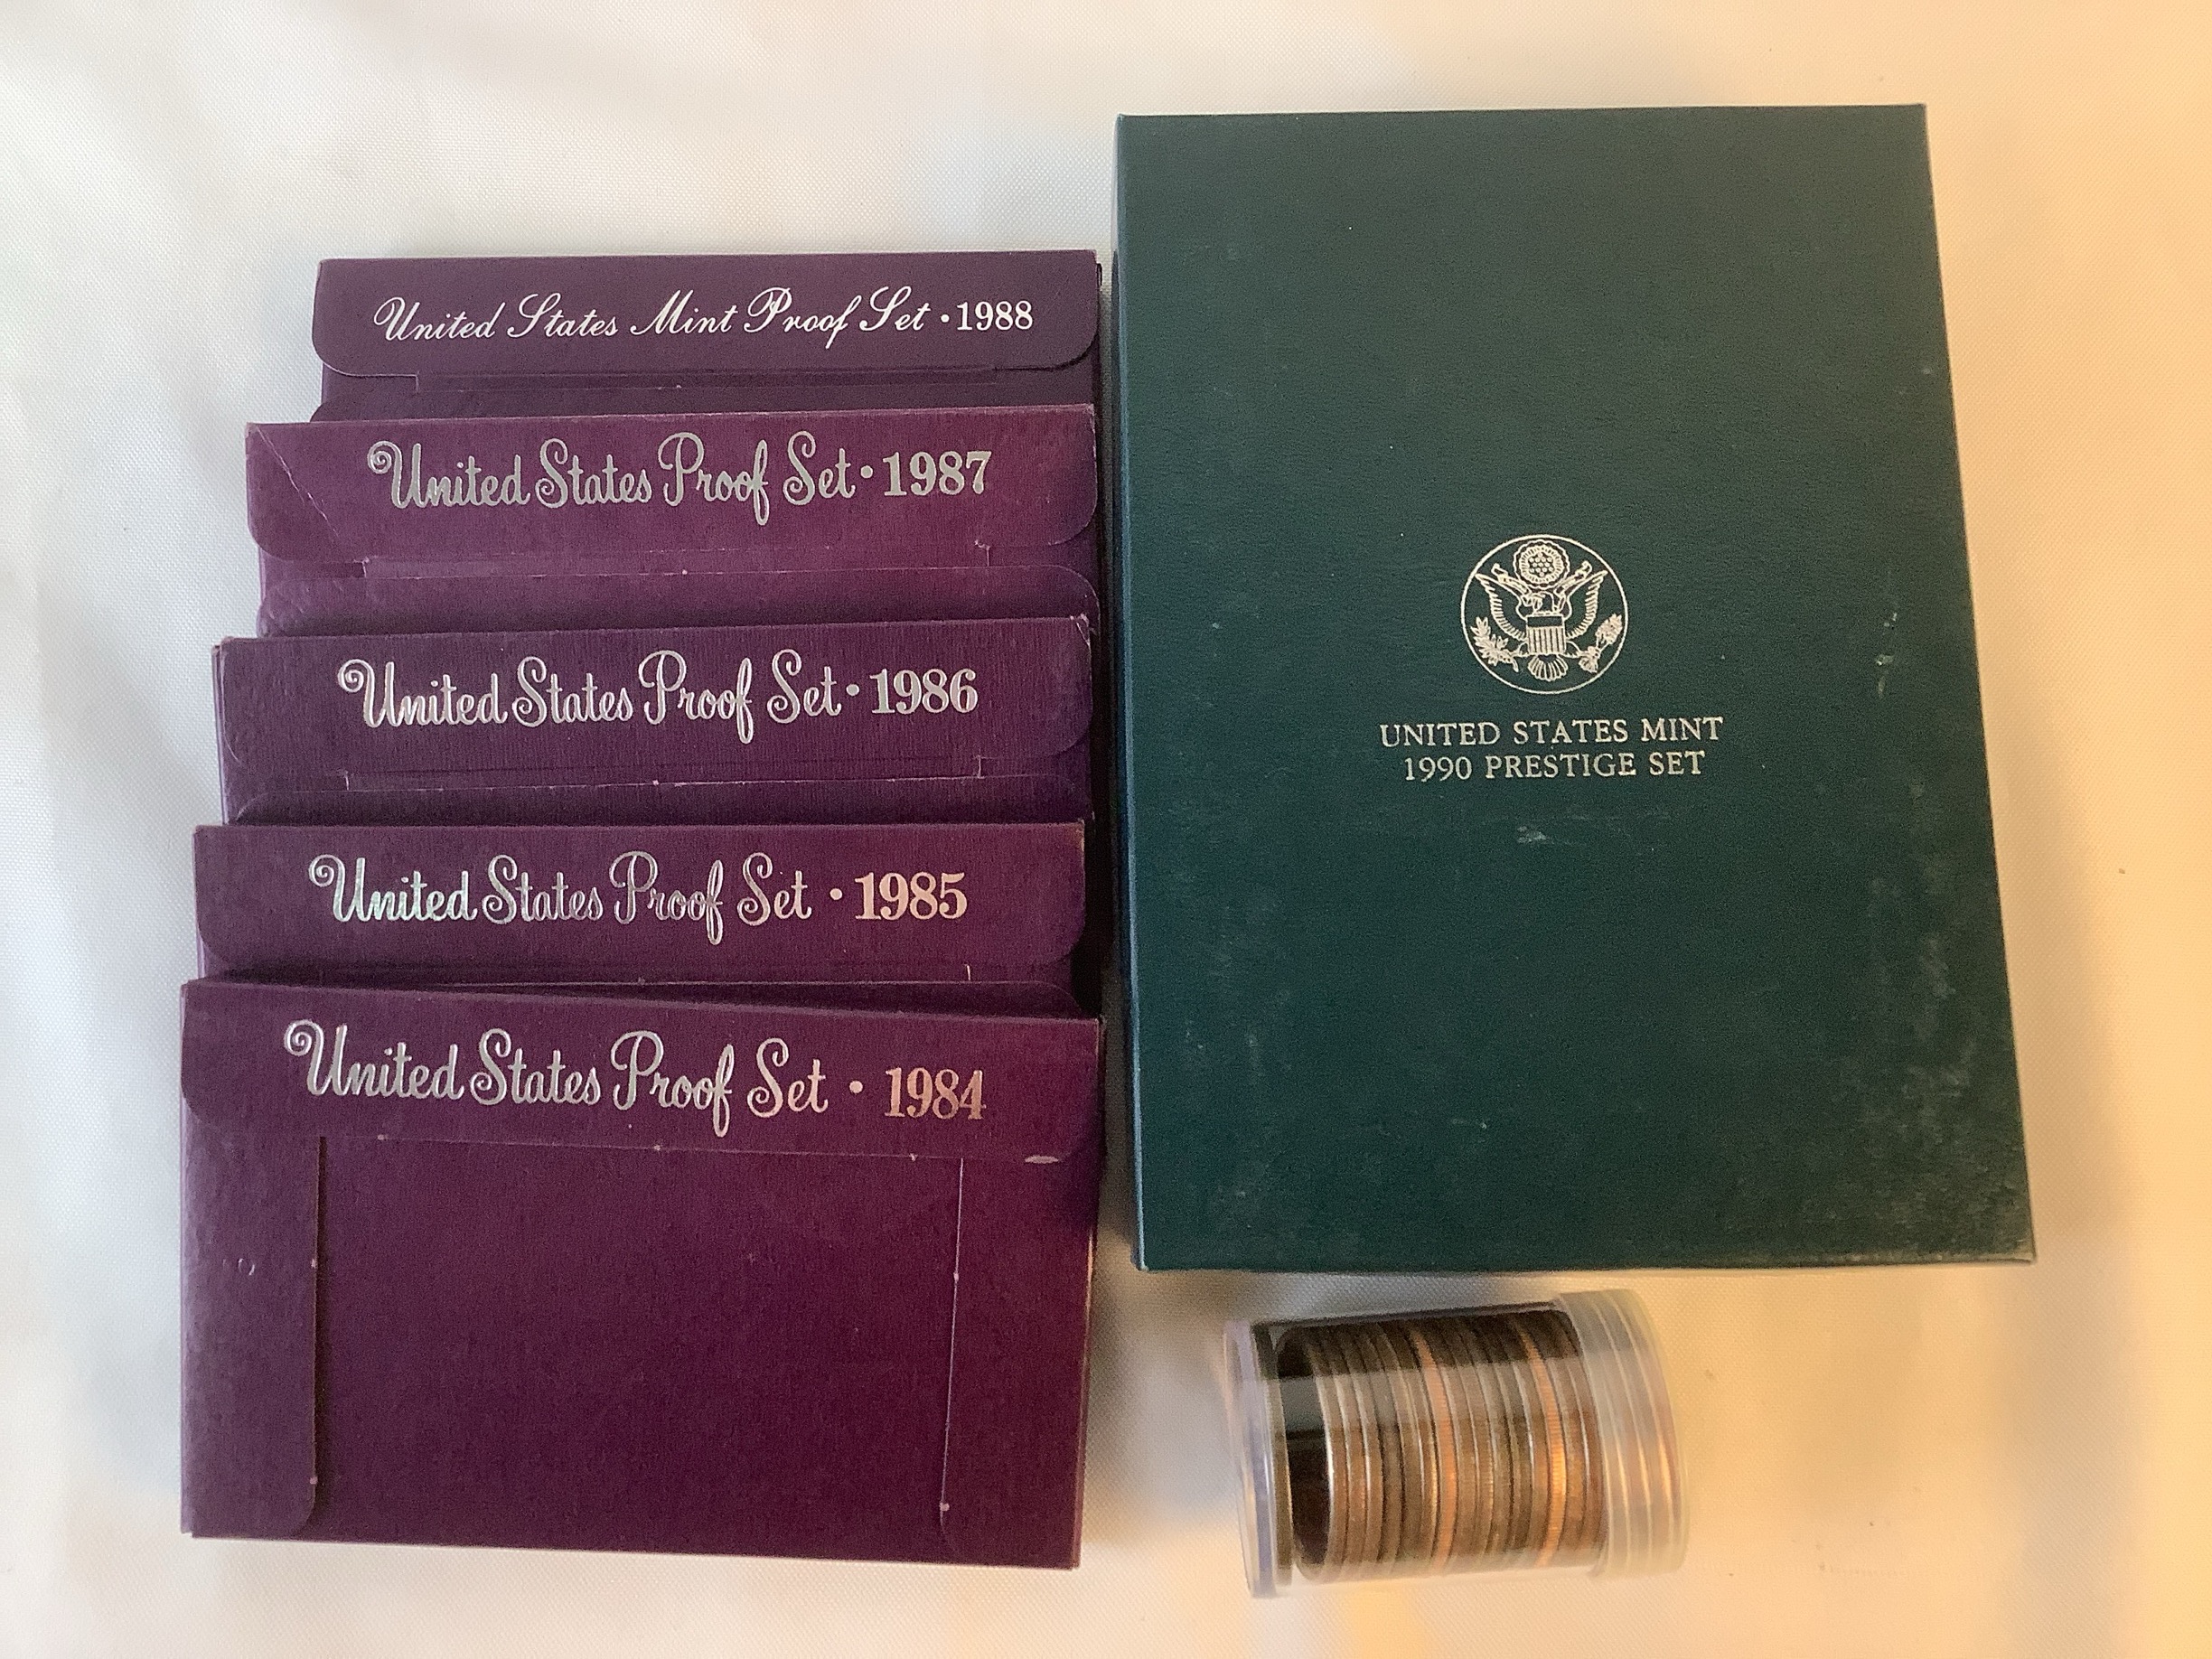 United States Mint Proof Set · 1988
United States Proof Set · 1987
United States Proof Set · 1986
United States Proof Set · 1985
United States Proof Set · 1984
UNITED STATES MINT
1990 PRESTIGE SET